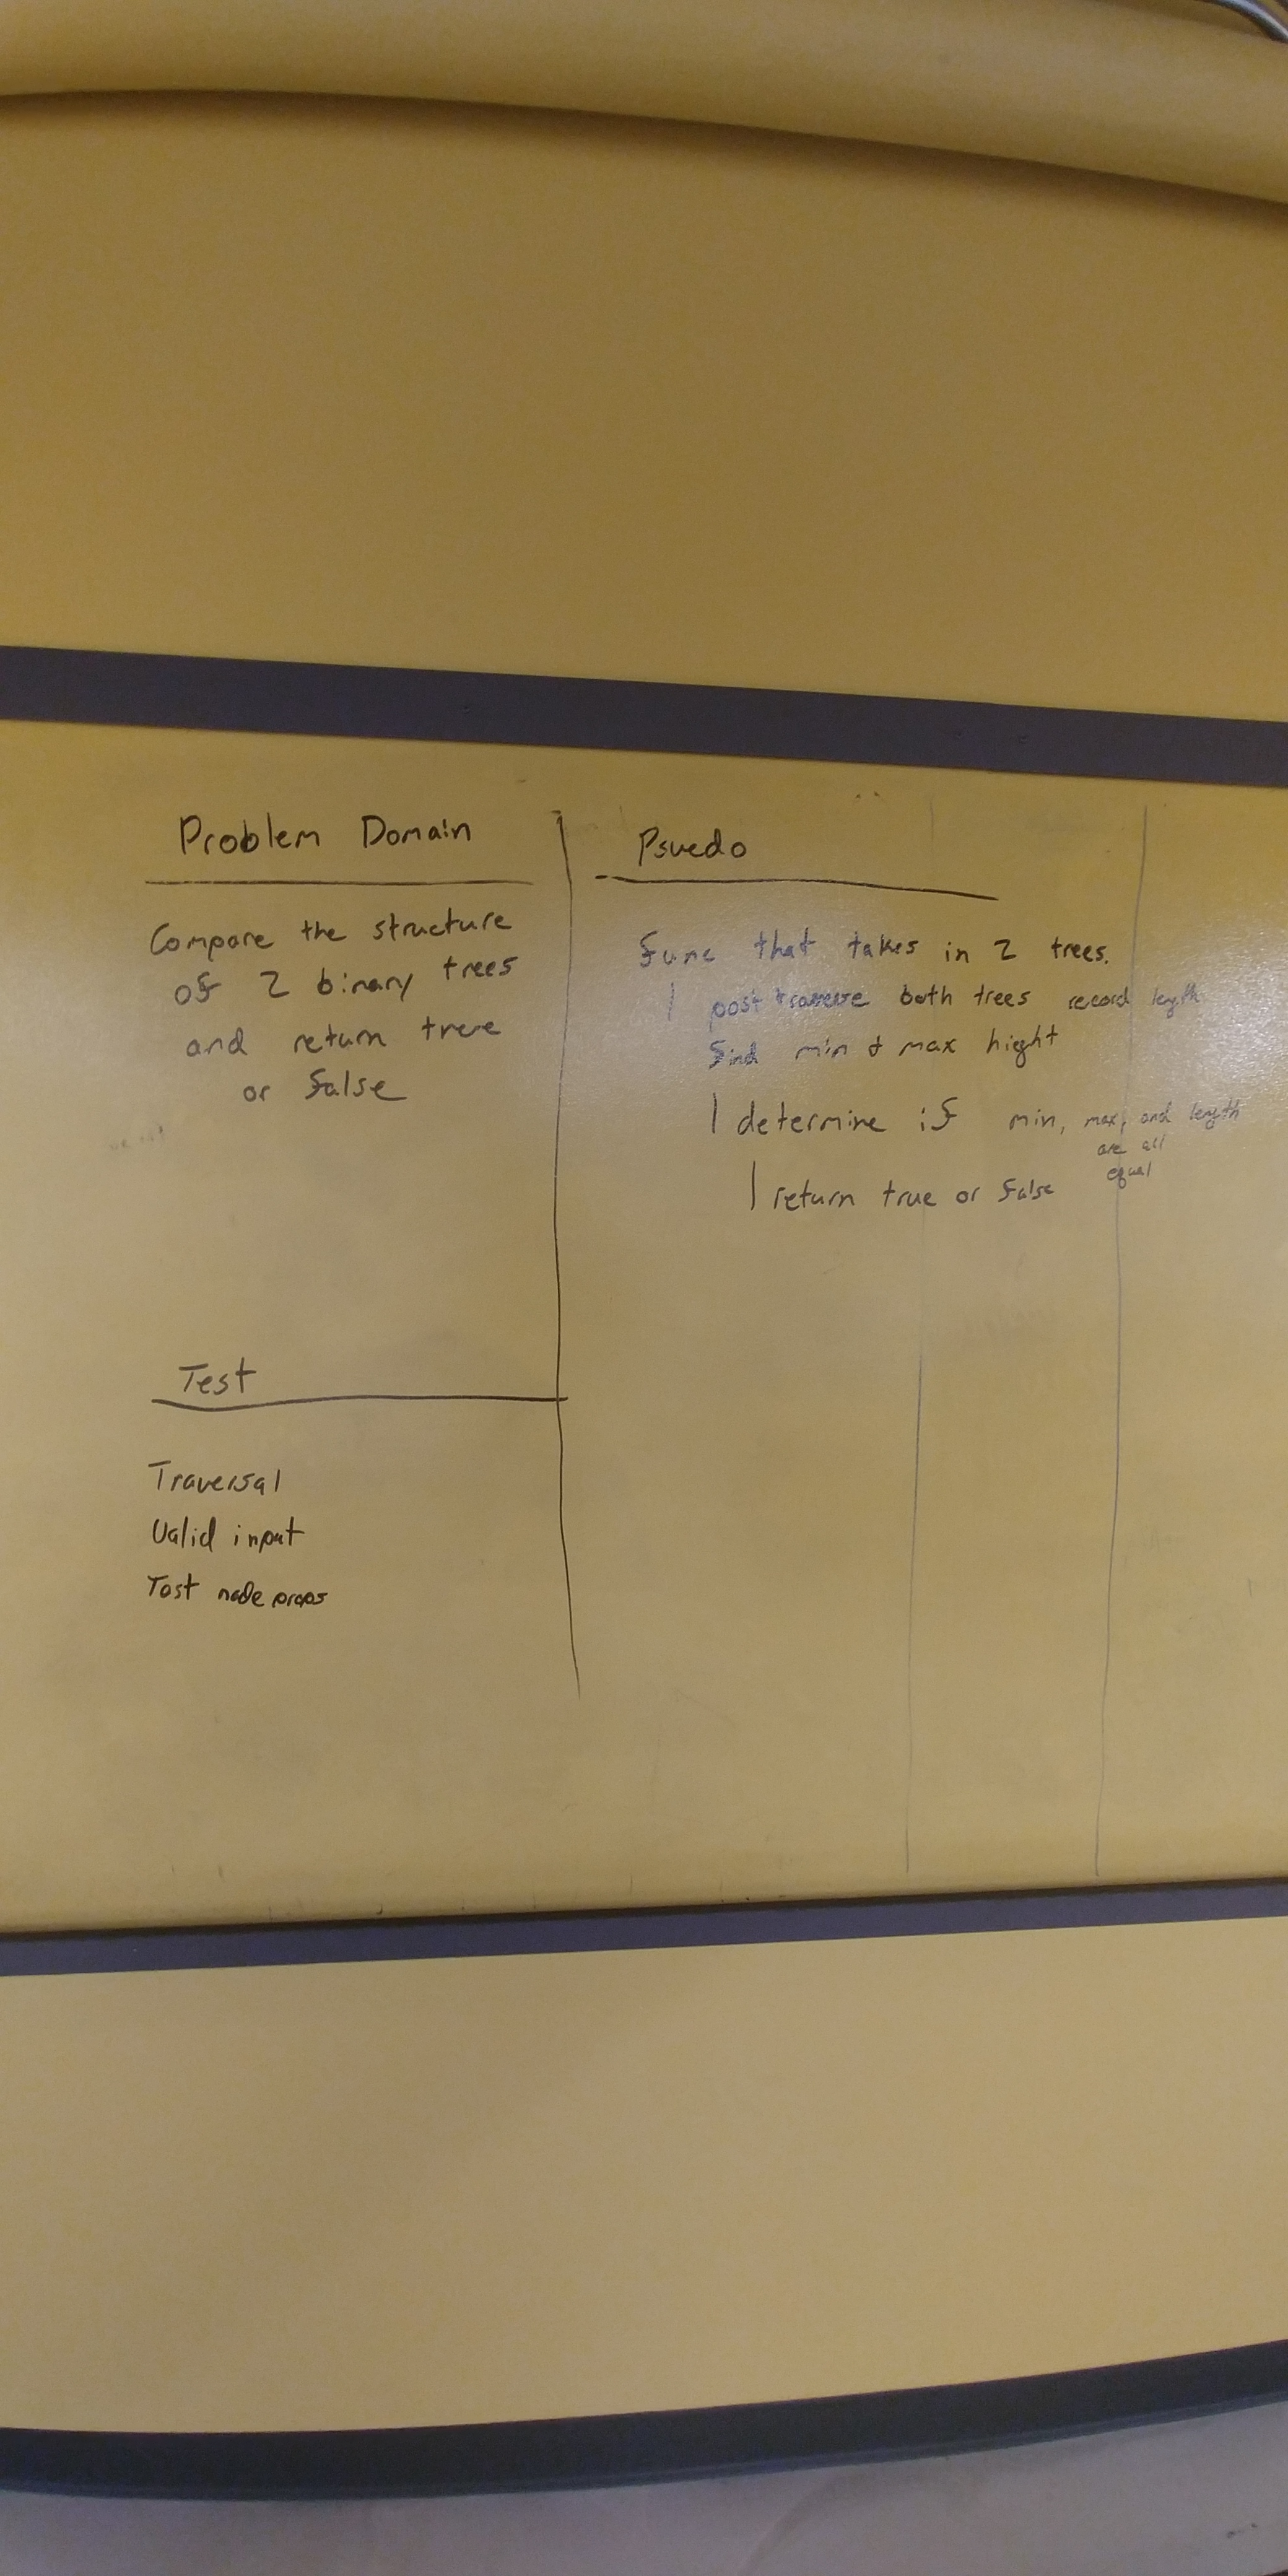 Problem Domain
Compare the structure
of 2 binary trees
and return treue
or false
Test
Traversal
Valid input
Tost node props
Psuedo
func that takes in 2 trees.
post traverse both trees record length
find min & max hight
determine if min, max, and length
are all
equal
return true or false